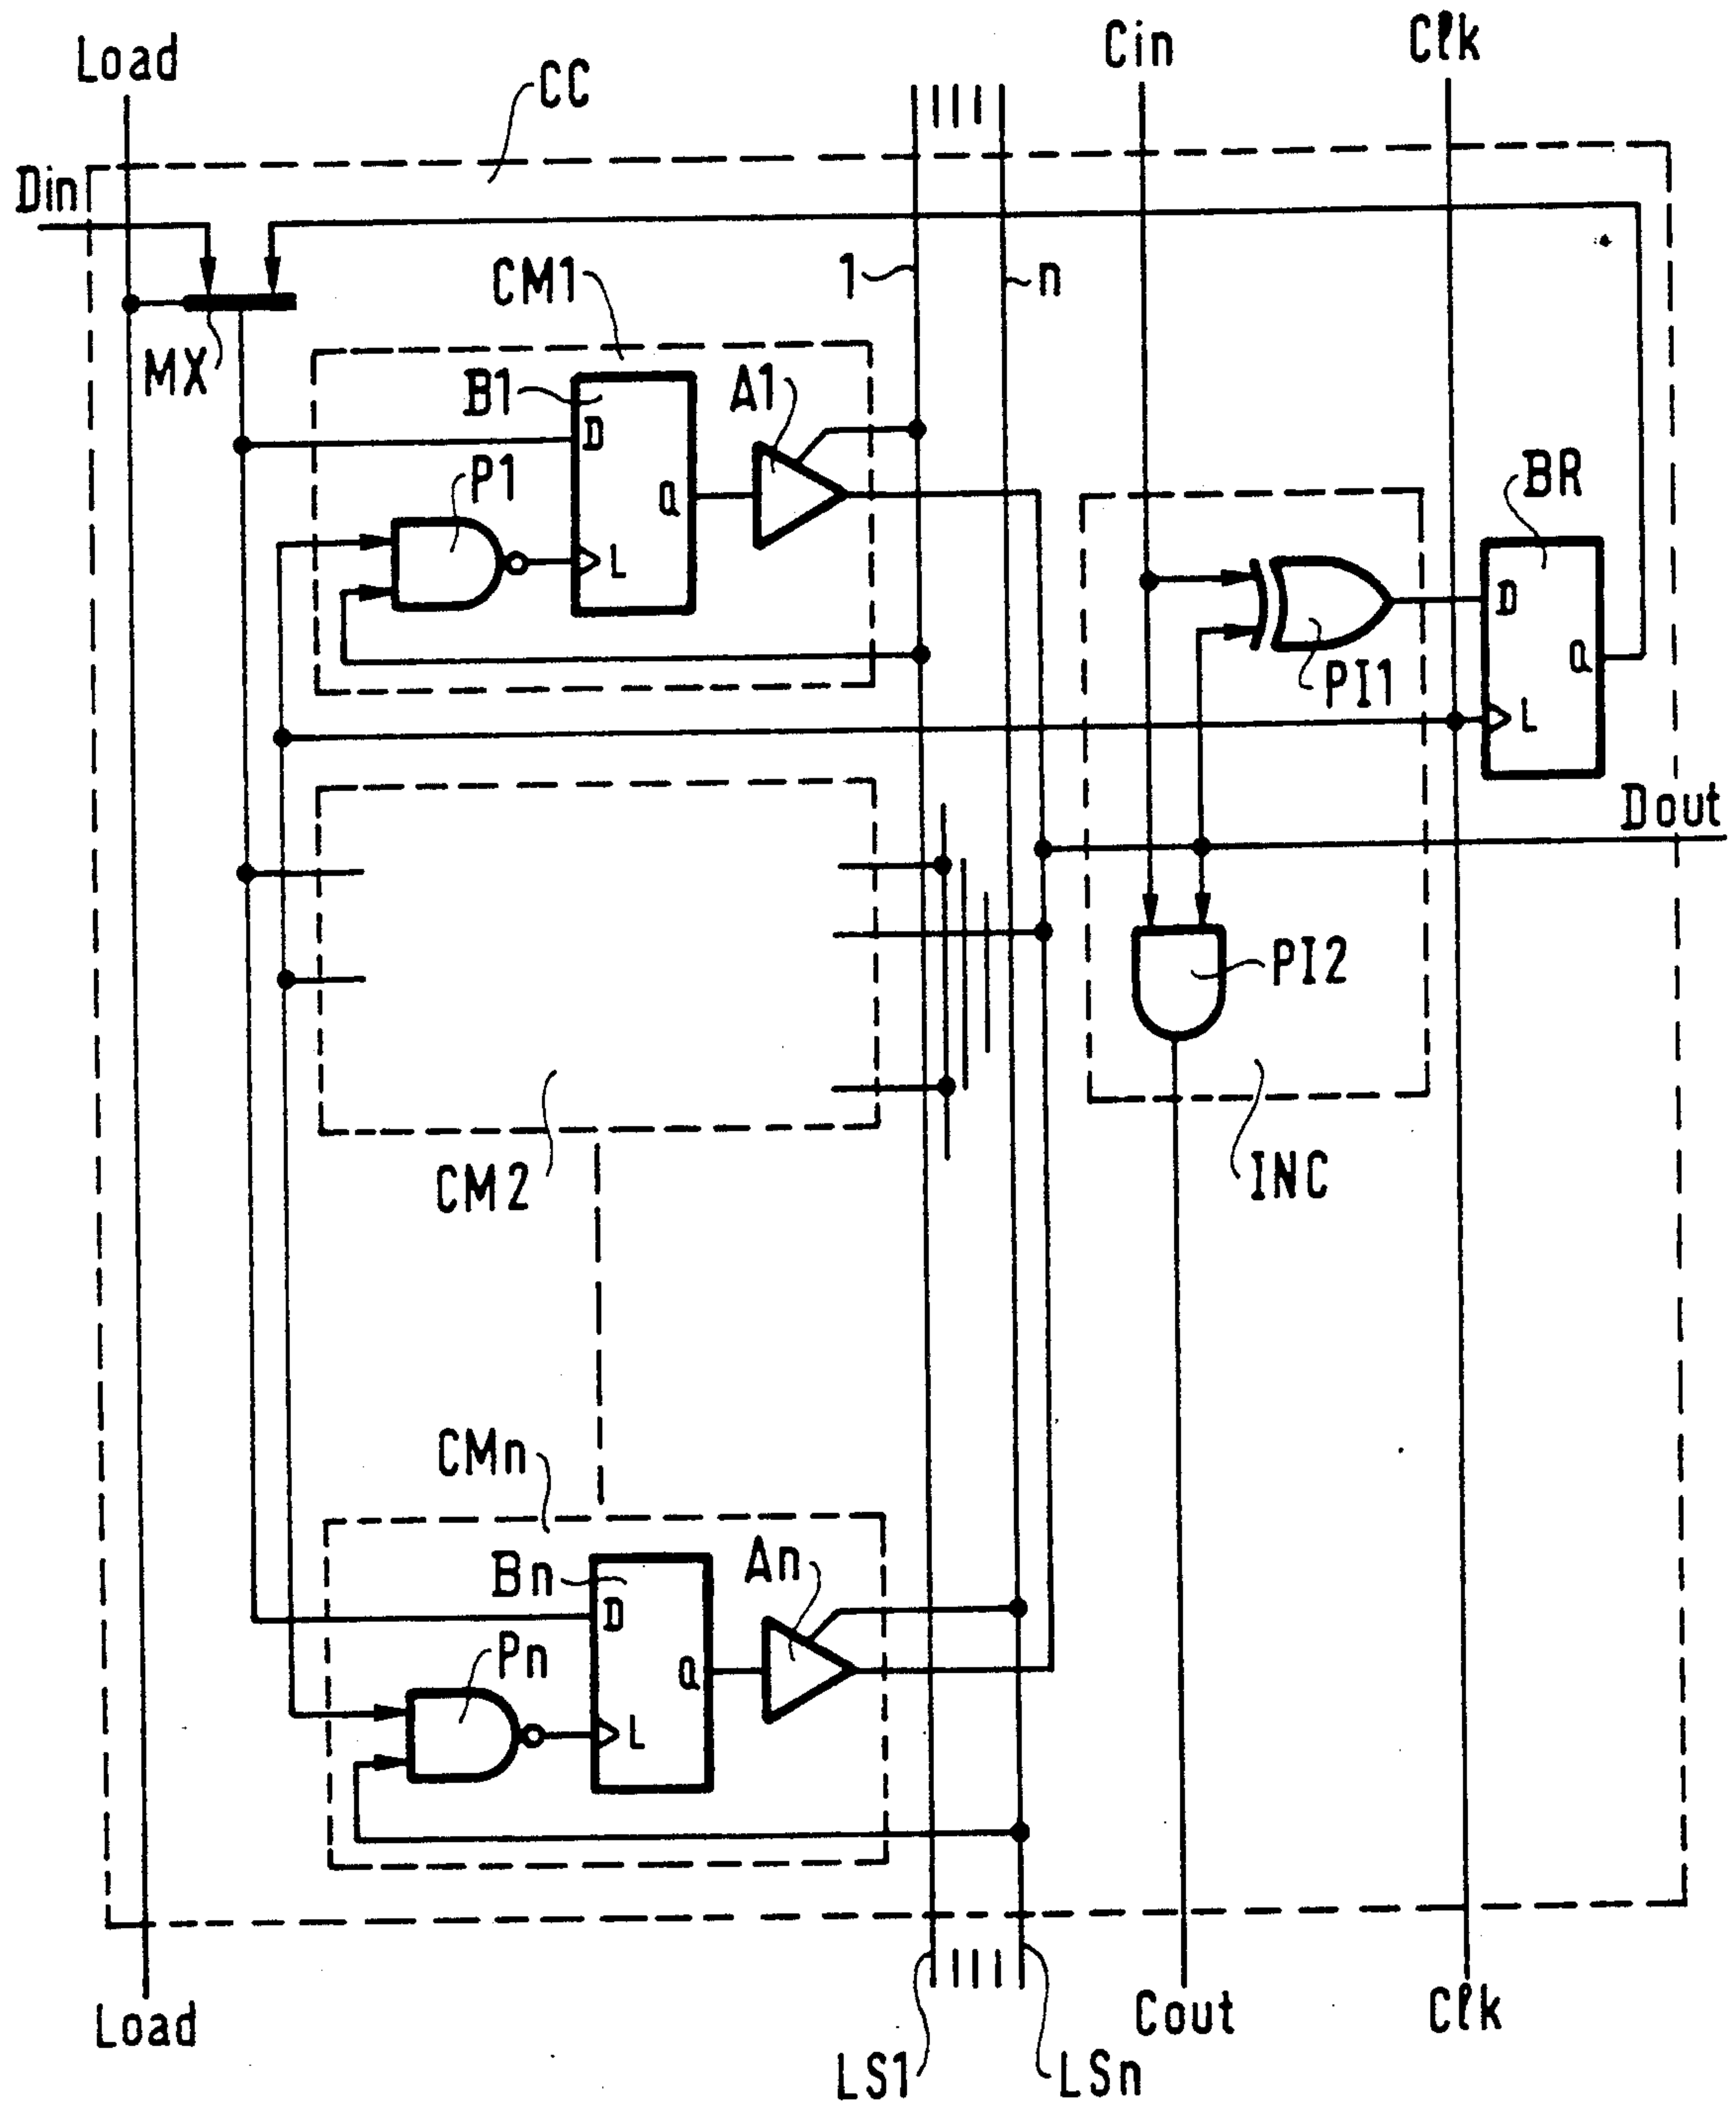 Load
CC
Cin
Clk
Din
MX
CM1
1
n
B1
A1
D
P1
Q
L
BR
D
PI1
Q
L
Dout
PI2
CM2
INC
CMn
Bn
An
D
Pn
Q
L
Load
LS1
LSn
Cout
Clk